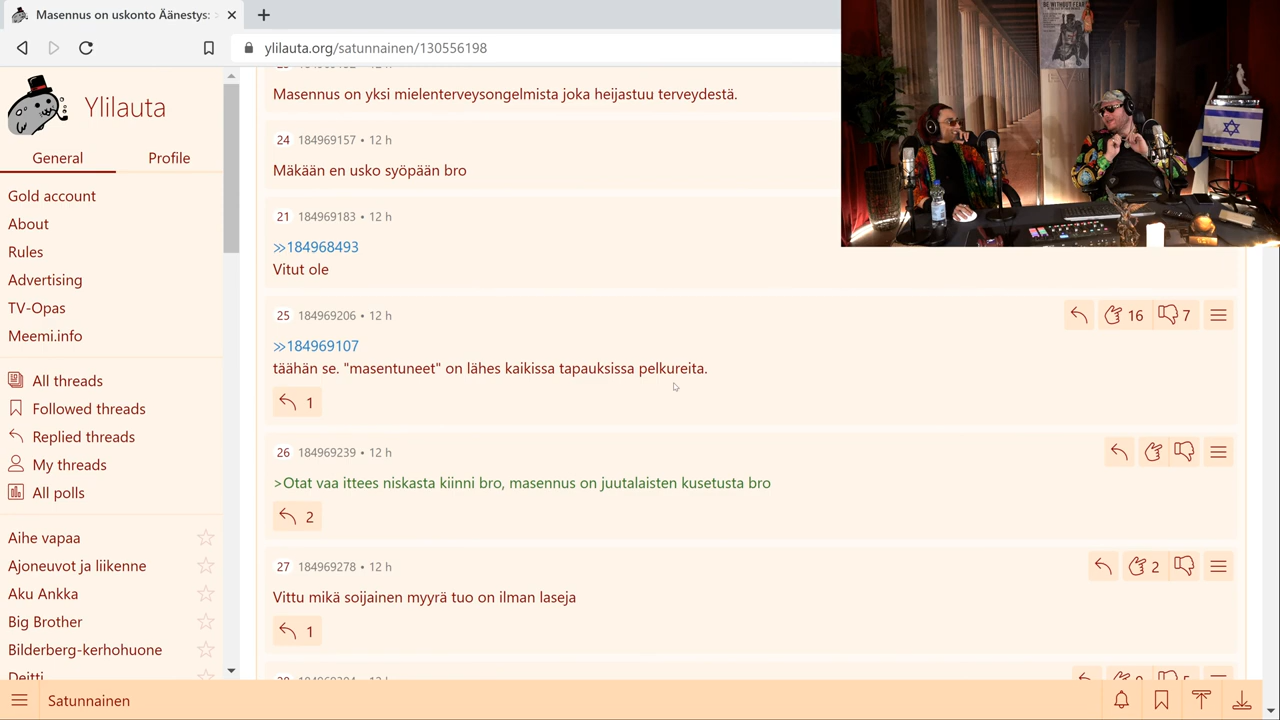 Masennus on uskonto Äänestys:
ylilauta.org/satunnainen/130556198
Ylilauta
General
Profile
Gold account
About
Rules
Advertising
TV-Opas
Meemi.info
All threads
Followed threads
Replied threads
My threads
All polls
Aihe vapaa
Ajoneuvot ja liikenne
Aku Ankka
Big Brother
Bilderberg-kerhohuone
Deitti
Masennus on yksi mielenterveysongelmista joka heijastuu terveydestä.
24 184969157 • 12 h
Mäkään en usko syöpään bro
21 184969183 • 12 h
≫184968493
Vitut ole
25 184969206 • 12 h
16 7
≫184969107
täähän se. "masentuneet" on lähes kaikissa tapauksissa pelkureita.
1
26 184969239 • 12 h
>Otat vaa ittees niskasta kiinni bro, masennus on juutalaisten kusetusta bro
2
27 184969278 • 12 h
2
Vittu mikä soijainen myyrä tuo on ilman laseja
1
Satunnainen
BE WITHOUT FEAR